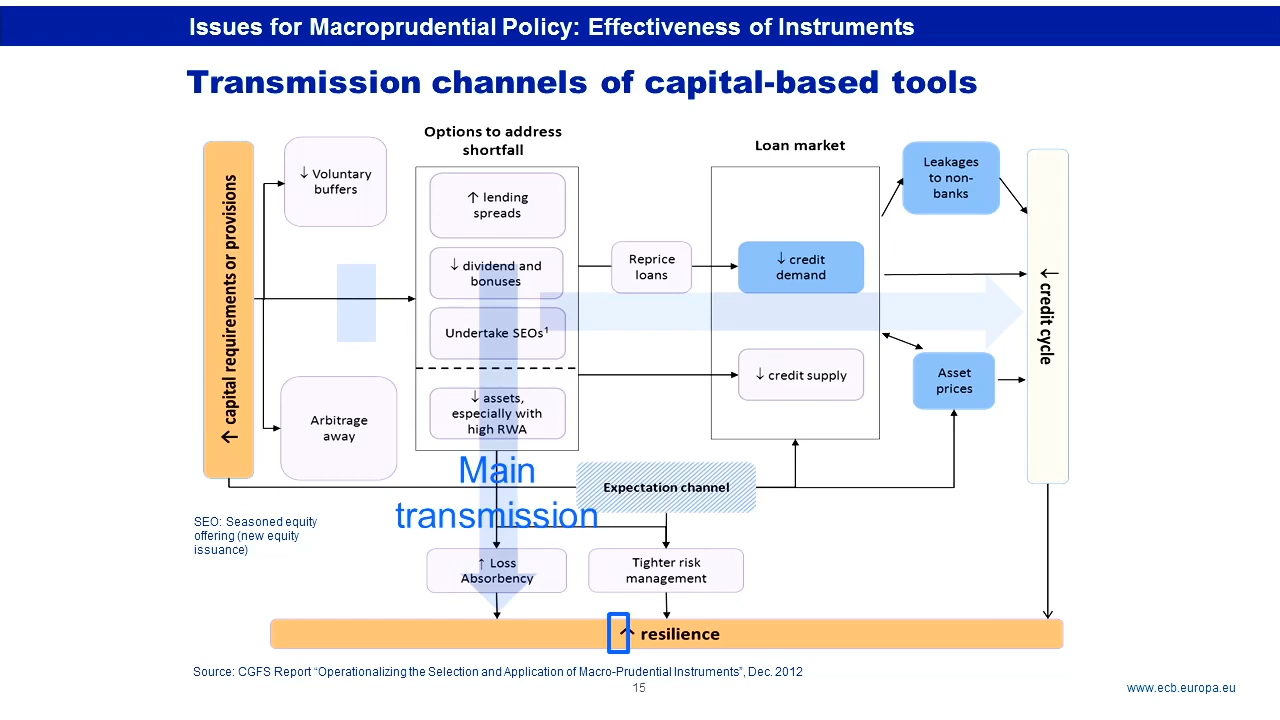 Issues for Macroprudential Policy: Effectiveness of Instruments
Transmission channels of capital-based tools
↑ capital requirements or provisions
↓ Voluntary
buffers
Arbitrage
away
Options to address
shortfall
↑ lending
spreads
↓ dividend and
bonuses
Undertake SEOs¹
↓ assets,
especially with
high RWA
Reprice
loans
Loan market
↓ credit
demand
↓ credit supply
Leakages
to non-
banks
Asset
prices
↓ credit cycle
Main
transmission
Expectation channel
SEO: Seasoned equity
offering (new equity
issuance)
↑ Loss
Absorbency
Tighter risk
management
↑ resilience
Source: CGFS Report “Operationalizing the Selection and Application of Macro-Prudential Instruments”, Dec. 2012
15
www.ecb.europa.eu